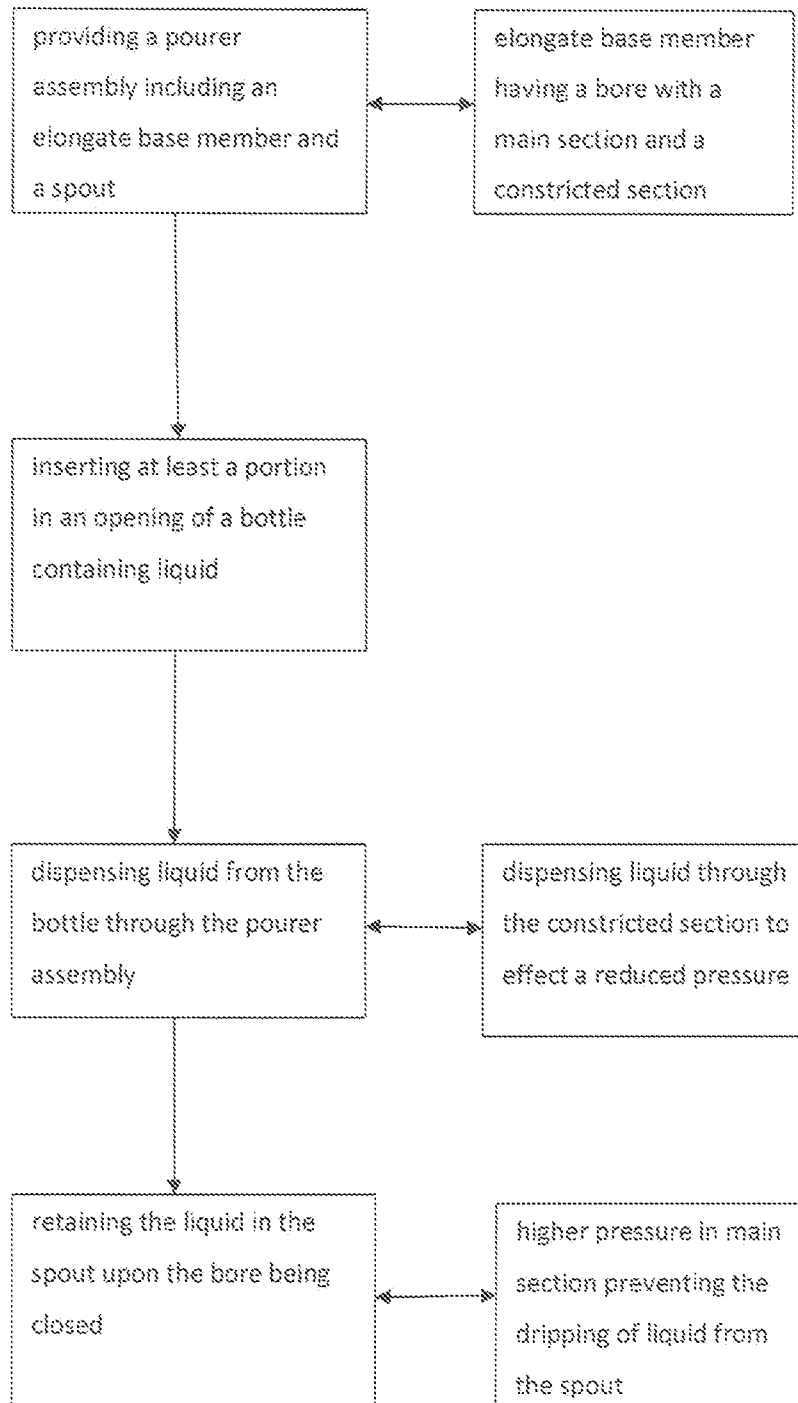 providing a pourer
assembly including an
elongate base member and
a spout
elongate base member
having a bore with a
main section and a
constricted section
inserting at least a portion
in an opening of a bottle
containing liquid
dispensing liquid from the
bottle through the pourer
assembly
dispensing liquid through
the constricted section to
effect a reduced pressure
retaining the liquid in the
spout upon the bore being
closed
higher pressure in main
section preventing the
dripping of liquid from
the spout